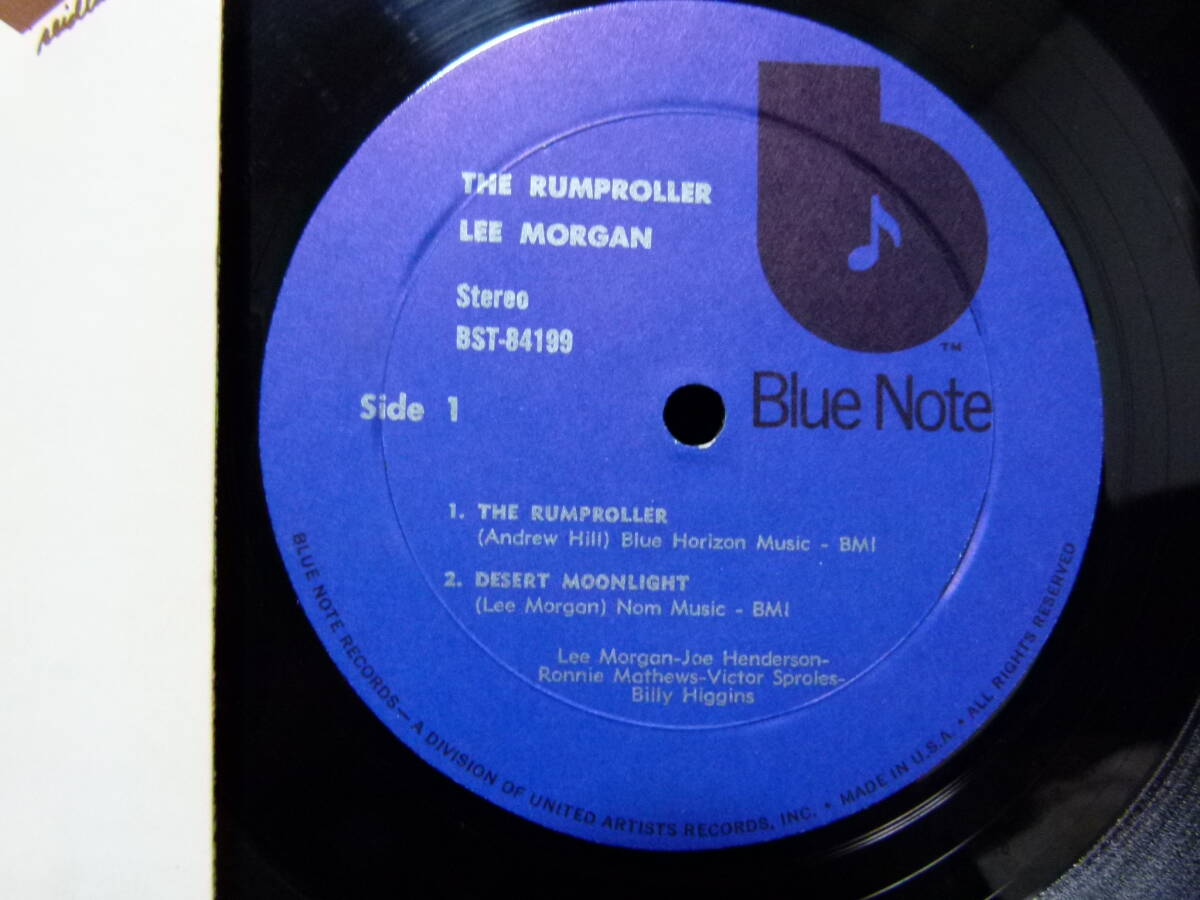 THE RUMPROLLER
LEE MORGAN
Stereo
BST-84199
Side 1
TM
Blue Note
1. THE RUMPROLLER
(Andrew Hill) Blue Horizon Music - BMI
2. DESERT MOONLIGHT
(Lee Morgan) Nom Music - BMI
Lee Morgan-Joe Henderson-
Ronnie Mathews-Victor Sproles-
Billy Higgins
BLUE NOTE RECORDS — A DIVISION OF UNITED ARTISTS RECORDS, INC. • MADE IN U.S.A. • ALL RIGHTS RESERVED